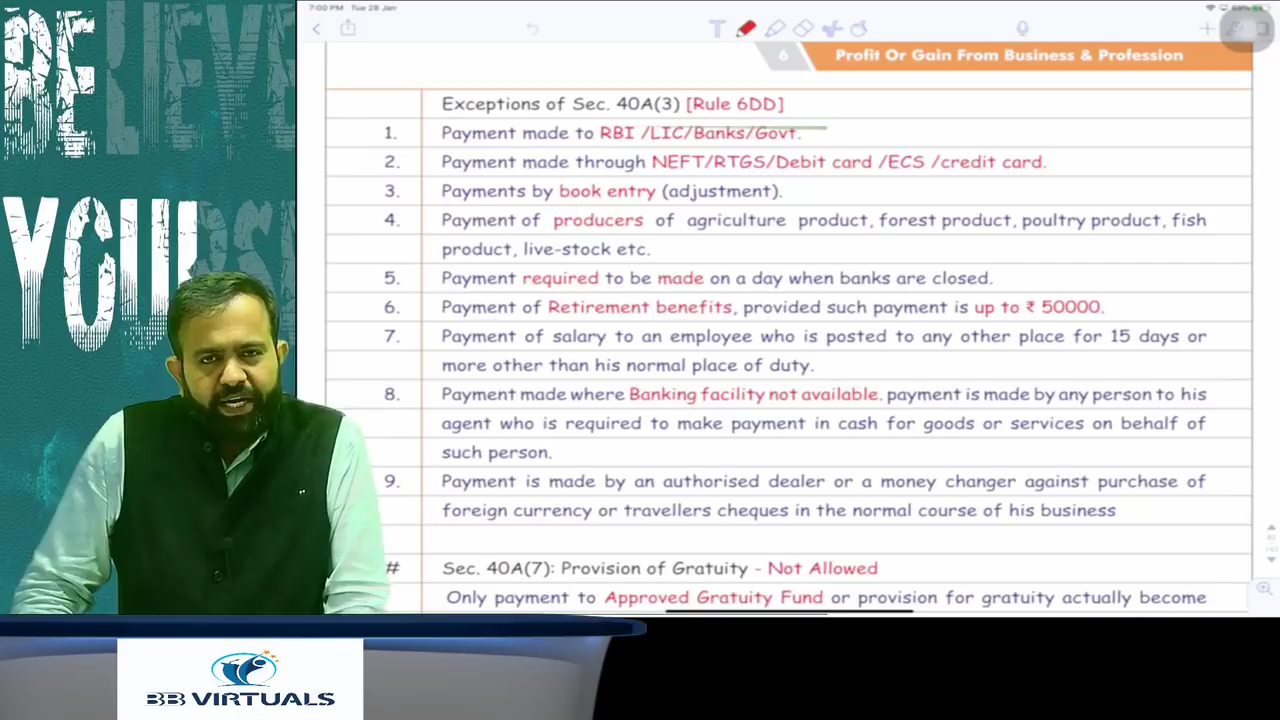 BELIEVE
YOURSE
7:00 PM Tue 28 Jan
6 Profit Or Gain From Business & Profession
Exceptions of Sec. 40A(3) [Rule 6DD]
1. Payment made to RBI /LIC/Banks/Govt.
2. Payment made through NEFT/RTGS/Debit card /ECS /credit card.
3. Payments by book entry (adjustment).
4. Payment of producers of agriculture product, forest product, poultry product, fish
product, live-stock etc.
5. Payment required to be made on a day when banks are closed.
6. Payment of Retirement benefits, provided such payment is up to ₹ 50000.
7. Payment of salary to an employee who is posted to any other place for 15 days or
more other than his normal place of duty.
8. Payment made where Banking facility not available. payment is made by any person to his
agent who is required to make payment in cash for goods or services on behalf of
such person.
9. Payment is made by an authorised dealer or a money changer against purchase of
foreign currency or travellers cheques in the normal course of his business
# Sec. 40A(7): Provision of Gratuity - Not Allowed
Only payment to Approved Gratuity Fund or provision for gratuity actually become
BB VIRTUALS